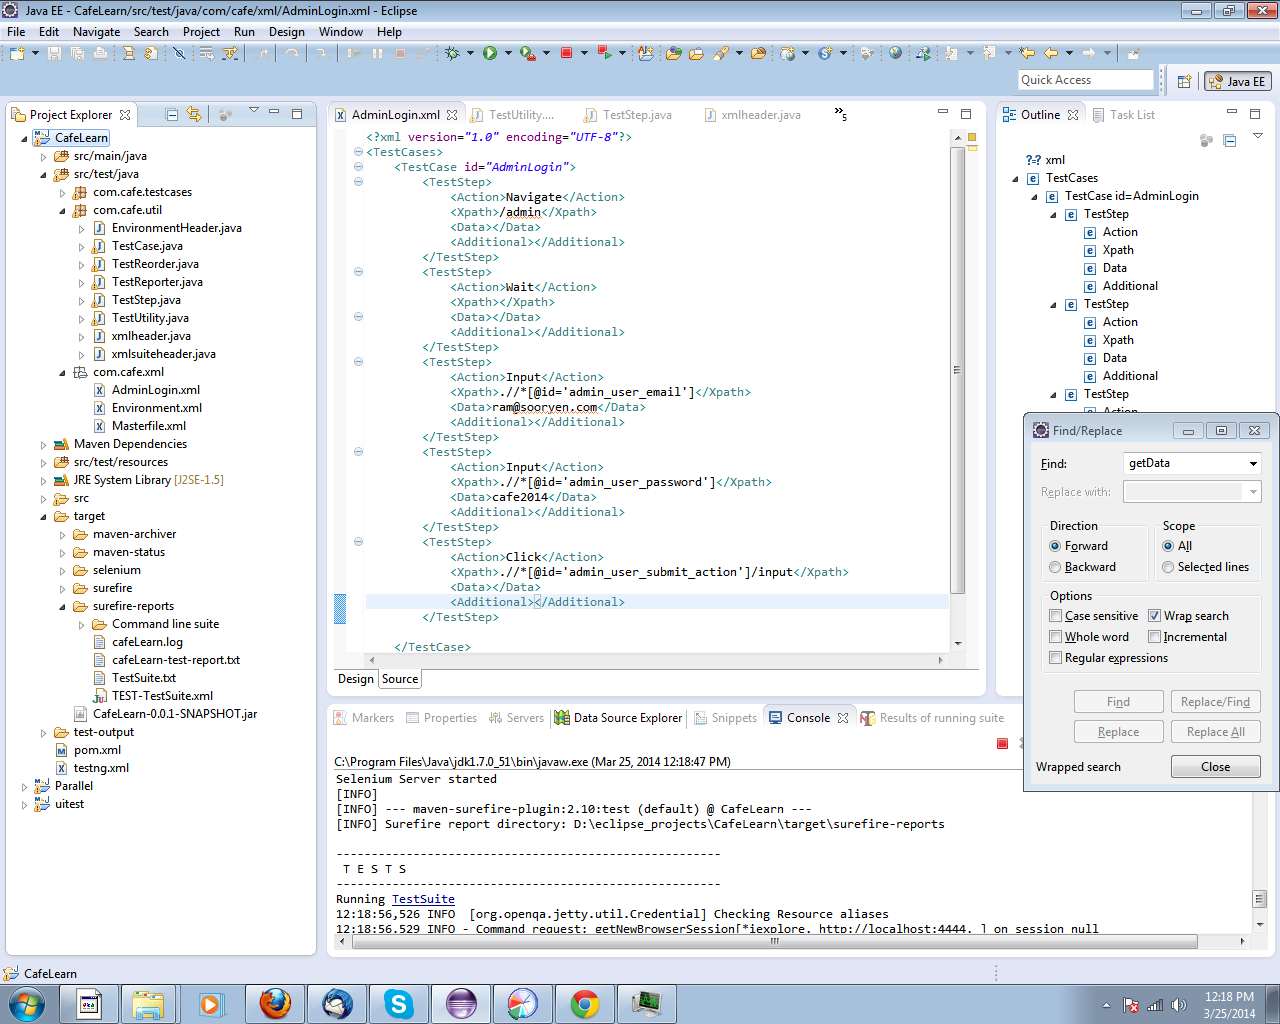 Java EE - CafeLearn/src/test/java/com/cafe/xml/AdminLogin.xml - Eclipse
File Edit Navigate Search Project Run Design Window Help
Quick Access
Java EE
Project Explorer
CafeLearn
src/main/java
src/test/java
com.cafe.testcases
com.cafe.util
EnvironmentHeader.java
TestCase.java
TestReorder.java
TestReporter.java
TestStep.java
TestUtility.java
xmlheader.java
xmlsuiteheader.java
com.cafe.xml
AdminLogin.xml
Environment.xml
Masterfile.xml
Maven Dependencies
src/test/resources
JRE System Library [J2SE-1.5]
src
target
maven-archiver
maven-status
selenium
surefire
surefire-reports
Command line suite
cafeLearn.log
cafeLearn-test-report.txt
TestSuite.txt
TEST-TestSuite.xml
CafeLearn-0.0.1-SNAPSHOT.jar
test-output
pom.xml
testng.xml
Parallel
uitest
AdminLogin.xml TestUtility.... TestStep.java xmlheader.java »5
<?xml version="1.0" encoding="UTF-8"?>
<TestCases>
<TestCase id="AdminLogin">
<TestStep>
<Action>Navigate</Action>
<Xpath>/admin</Xpath>
<Data></Data>
<Additional></Additional>
</TestStep>
<TestStep>
<Action>Wait</Action>
<Xpath></Xpath>
<Data></Data>
<Additional></Additional>
</TestStep>
<TestStep>
<Action>Input</Action>
<Xpath>.//*[@id='admin_user_email']</Xpath>
<Data>ram@sooryen.com</Data>
<Additional></Additional>
</TestStep>
<TestStep>
<Action>Input</Action>
<Xpath>.//*[@id='admin_user_password']</Xpath>
<Data>cafe2014</Data>
<Additional></Additional>
</TestStep>
<TestStep>
<Action>Click</Action>
<Xpath>.//*[@id='admin_user_submit_action']/input</Xpath>
<Data></Data>
<Additional></Additional>
</TestStep>
</TestCase>
Design Source
Outline Task List
?=? xml
TestCases
TestCase id=AdminLogin
TestStep
Action
Xpath
Data
Additional
TestStep
Action
Xpath
Data
Additional
TestStep
Action
Find/Replace
Find: getData
Replace with:
Direction Scope
Forward All
Backward Selected lines
Options
Case sensitive Wrap search
Whole word Incremental
Regular expressions
Find Replace/Find
Replace Replace All
Wrapped search Close
Markers Properties Servers Data Source Explorer Snippets Console Results of running suite
C:\Program Files\Java\jdk1.7.0_51\bin\javaw.exe (Mar 25, 2014 12:18:47 PM)
Selenium Server started
[INFO]
[INFO] --- maven-surefire-plugin:2.10:test (default) @ CafeLearn ---
[INFO] Surefire report directory: D:\eclipse_projects\CafeLearn\target\surefire-reports
-------------------------------------------------------
T E S T S
-------------------------------------------------------
Running TestSuite
12:18:56,526 INFO  [org.openqa.jetty.util.Credential] Checking Resource aliases
12:18:56,529 INFO - Command request: getNewBrowserSession[*iexplore, http://localhost:4444, ] on session null
CafeLearn
12:18 PM
3/25/2014